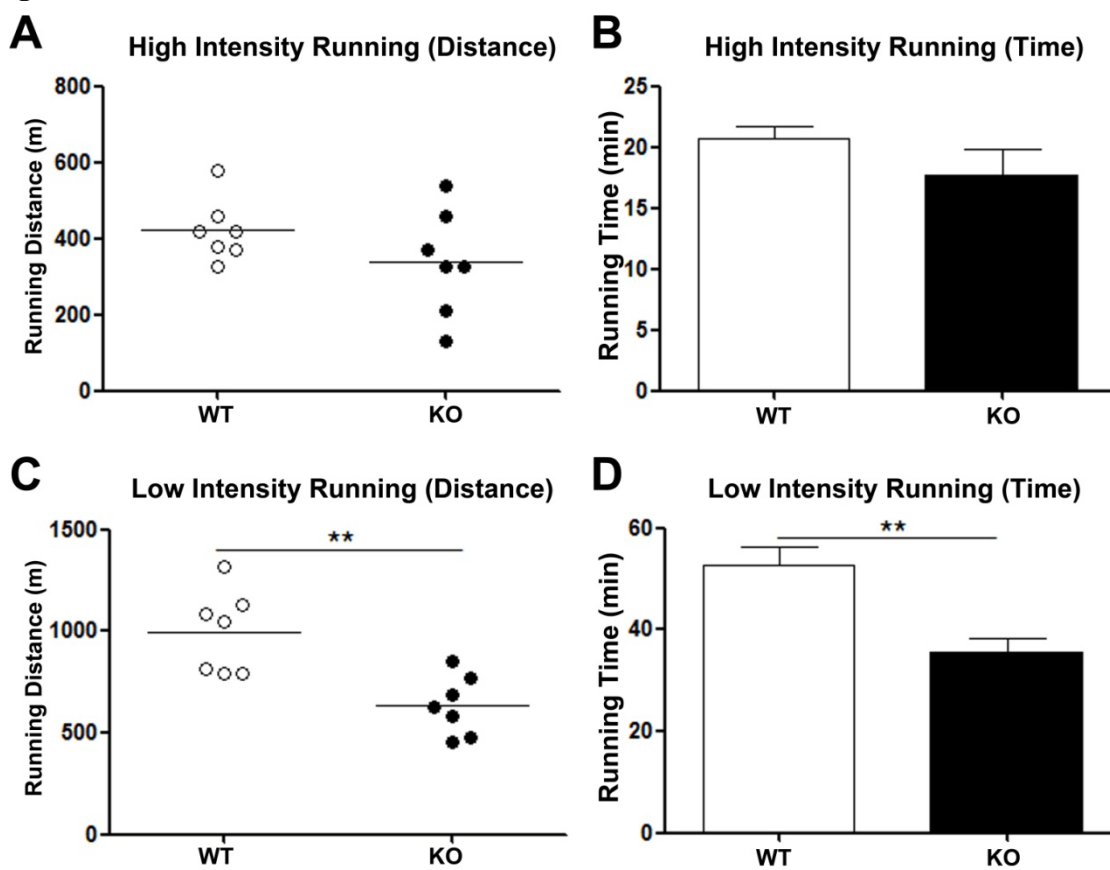 A
High Intensity Running (Distance)
Running Distance (m)
800
600
400
200
0
WT
KO
B
High Intensity Running (Time)
Running Time (min)
25
20
15
10
5
0
WT
KO
C
Low Intensity Running (Distance)
Running Distance (m)
1500
1000
500
0
**
WT
KO
D
Low Intensity Running (Time)
Running Time (min)
60
40
20
0
**
WT
KO